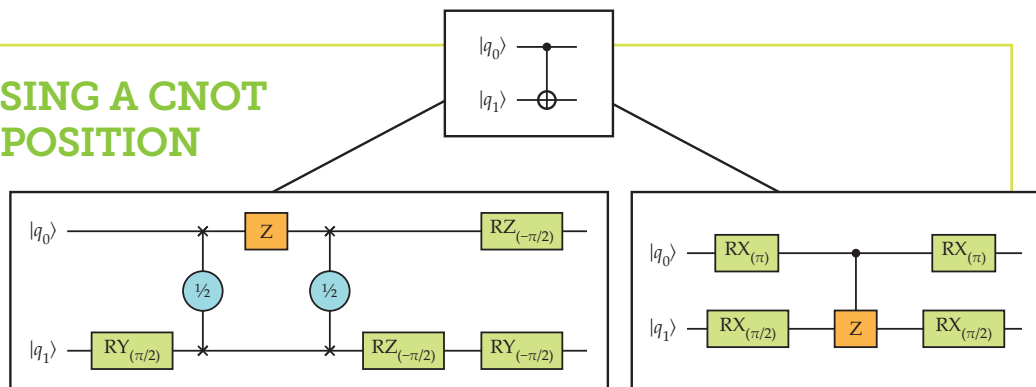 SING A CNOT
POSITION
|q₀⟩
|q₁⟩
|q₀⟩ Z RZ(−π/2)
½ ½
|q₁⟩ RY(π/2) RZ(−π/2) RY(−π/2)
|q₀⟩ RX(π) RX(π)
|q₁⟩ RX(π/2) Z RX(π/2)